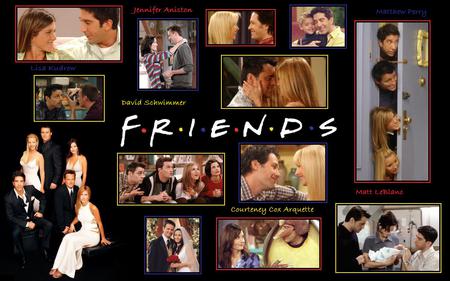 Jennifer Aniston
Matthew Perry
Lisa Kudrow
David Schwimmer
F·R·I·E·N·D·S
Matt Leblanc
Courteney Cox Arquette